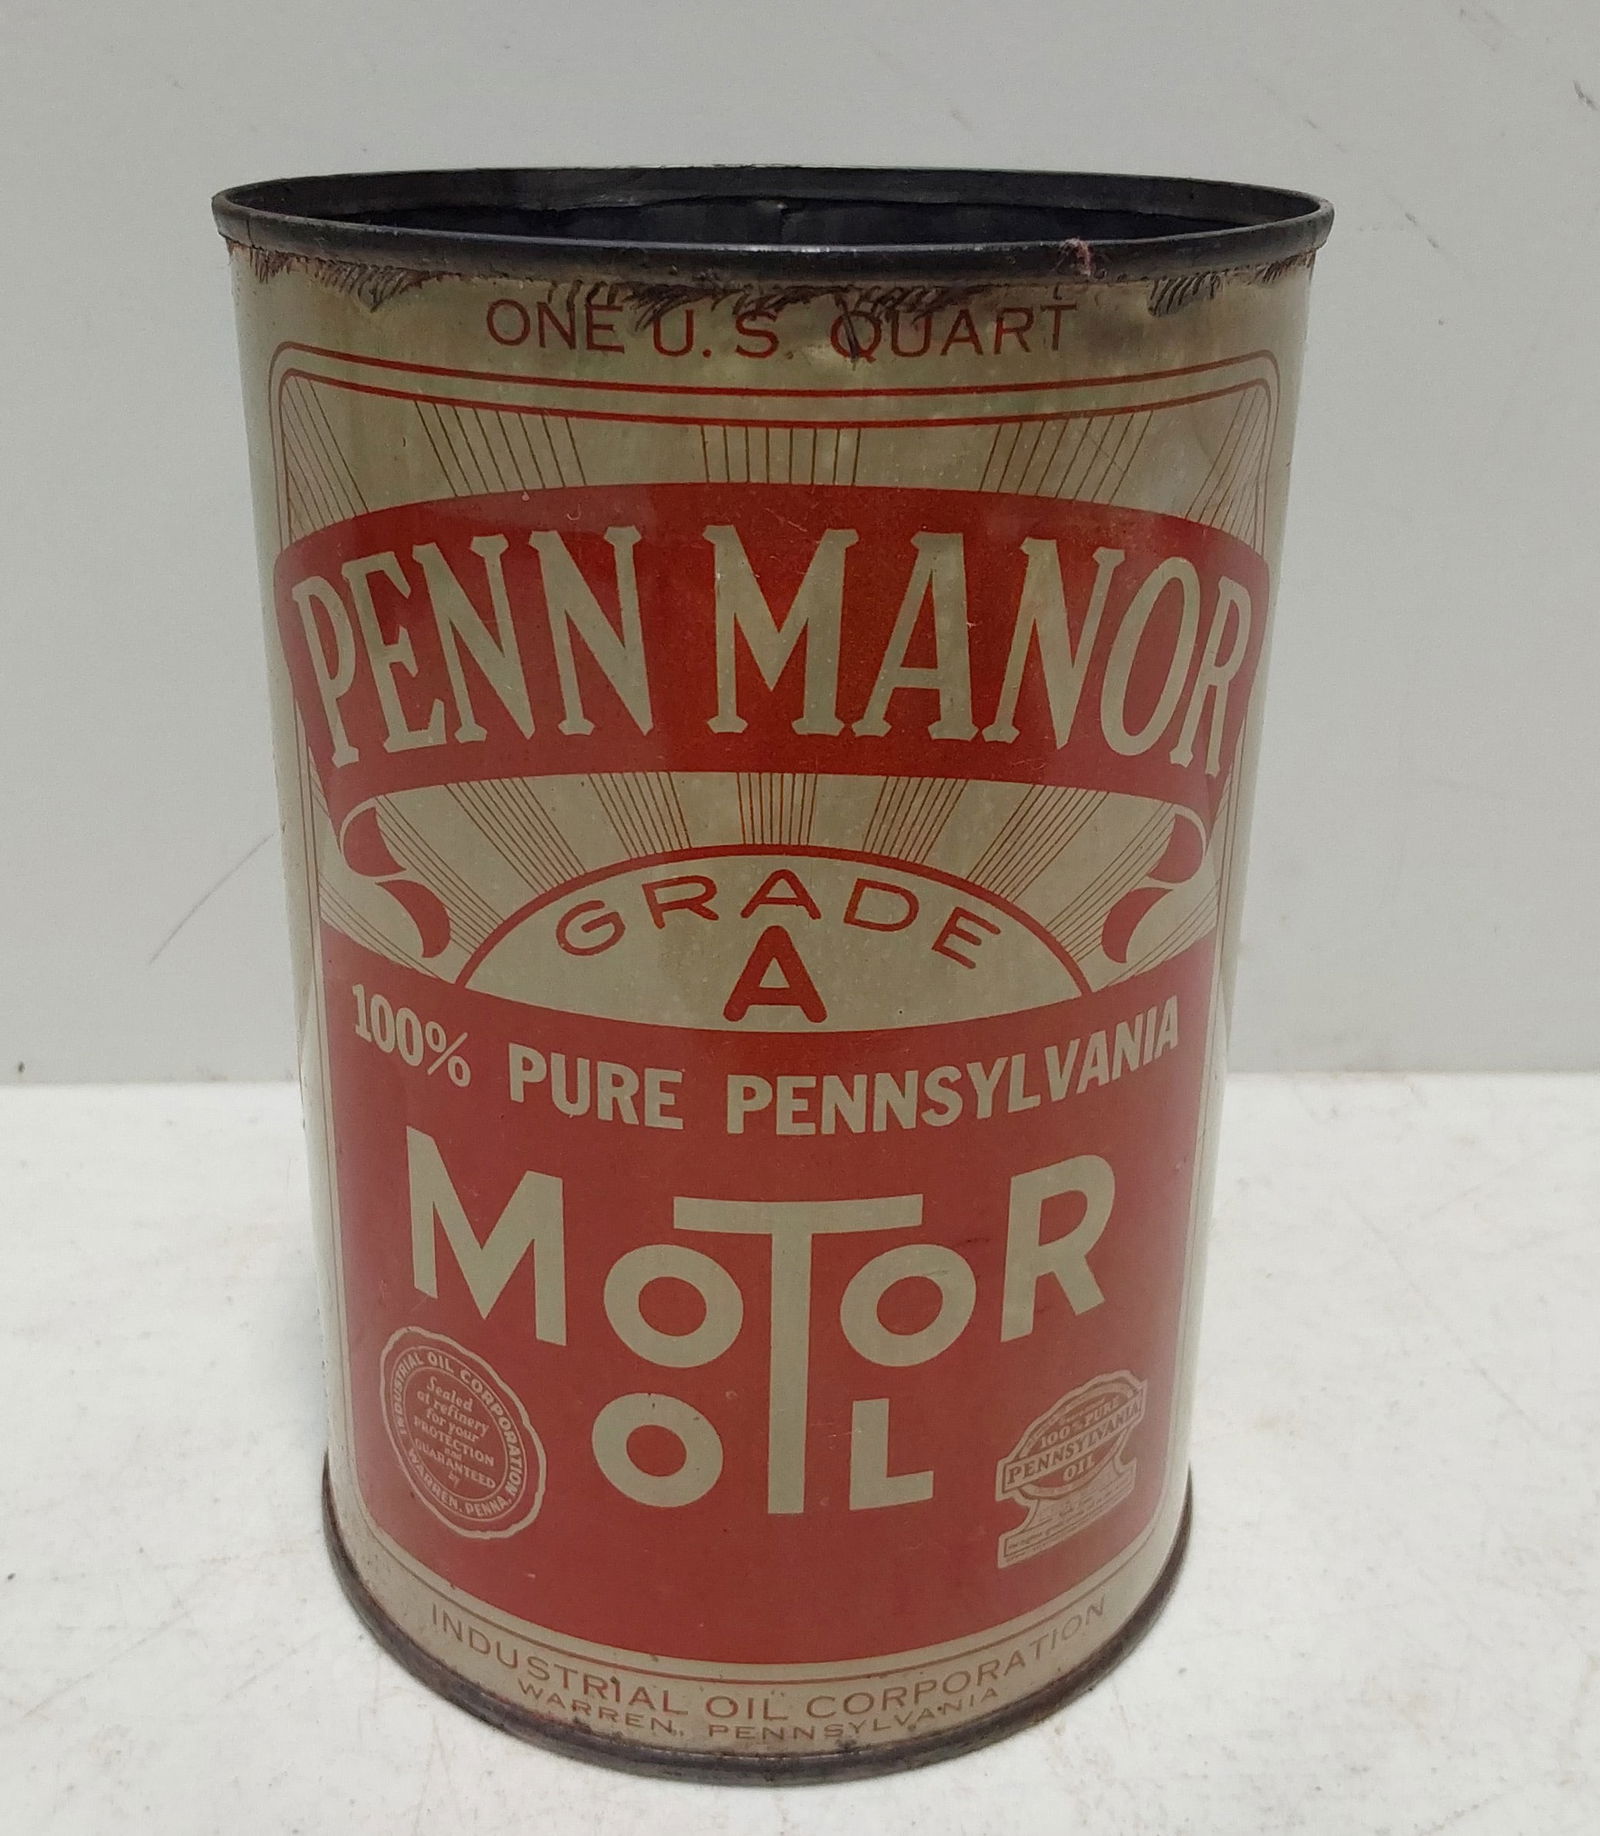 ONE U.S. QUART
PENN MANOR
GRADE
A
100% PURE PENNSYLVANIA
MOTOR
OIL
INDUSTRIAL OIL CORPORATION
Sealed
at refinery
for your
PROTECTION
and
GUARANTEED
by
WARREN, PENNA.
100% PURE
PENNSYLVANIA
OIL
INDUSTRIAL OIL CORPORATION
WARREN, PENNSYLVANIA